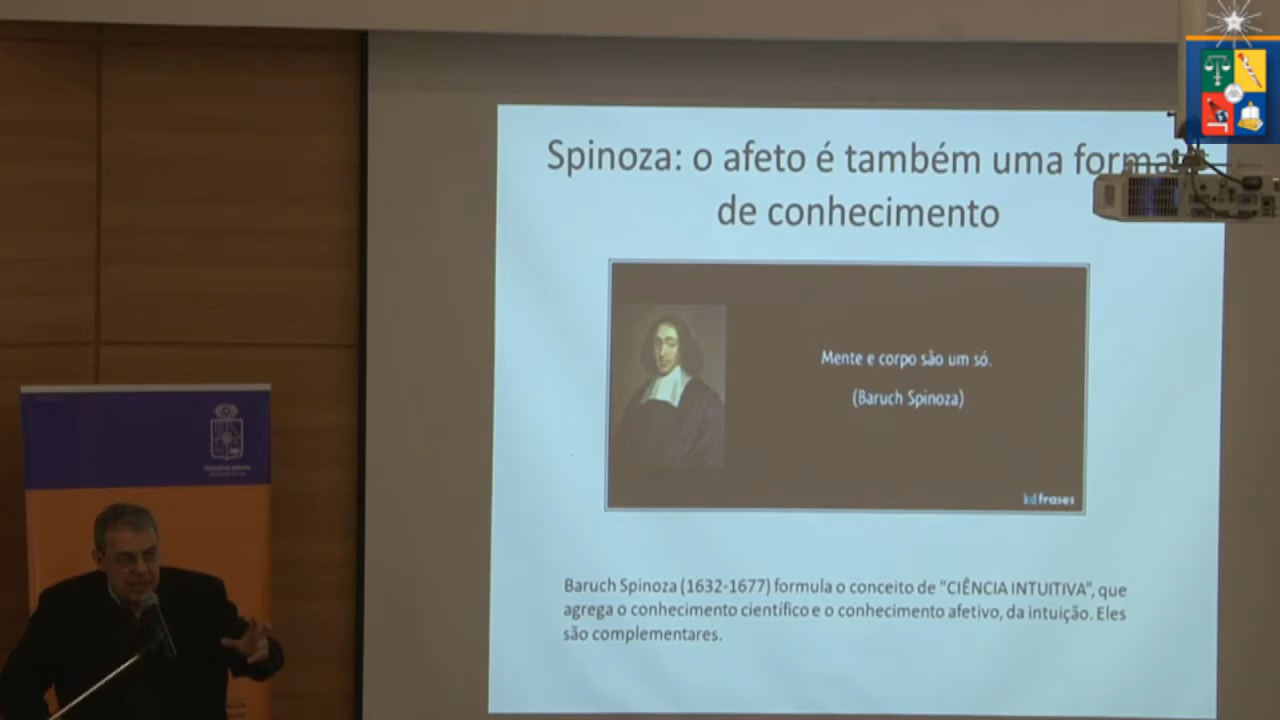 Spinoza: o afeto é também uma forma
de conhecimento
Mente e corpo são um só.
(Baruch Spinoza)
kdfrases
Baruch Spinoza (1632-1677) formula o conceito de “CIÊNCIA INTUITIVA”, que
agrega o conhecimento científico e o conhecimento afetivo, da intuição. Eles
são complementares.